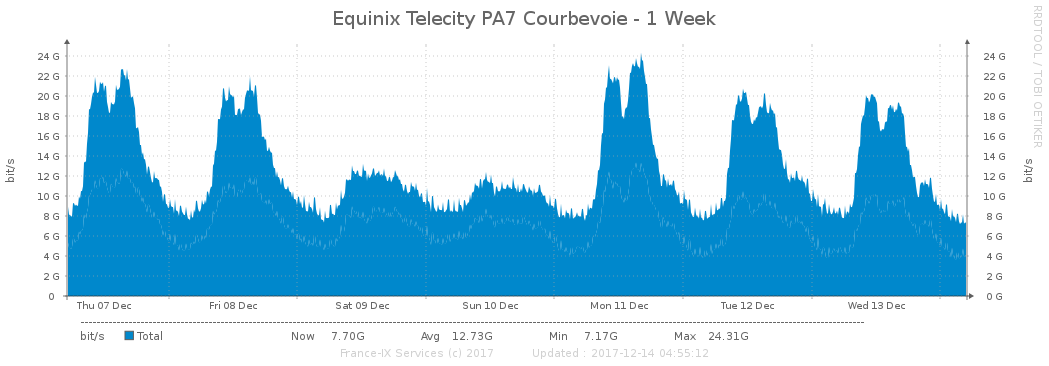 Equinix Telecity PA7 Courbevoie - 1 Week
RRDTOOL / TOBI OETIKER
bit/s
24 G 24 G
22 G 22 G
20 G 20 G
18 G 18 G
16 G 16 G
14 G 14 G
12 G 12 G
10 G 10 G
8 G 8 G
6 G 6 G
4 G 4 G
2 G 2 G
0 0 G
bit/s
Thu 07 Dec Fri 08 Dec Sat 09 Dec Sun 10 Dec Mon 11 Dec Tue 12 Dec Wed 13 Dec
bit/s Total Now 7.70G Avg 12.73G Min 7.17G Max 24.31G
France-IX Services (c) 2017 Updated : 2017-12-14 04:55:12